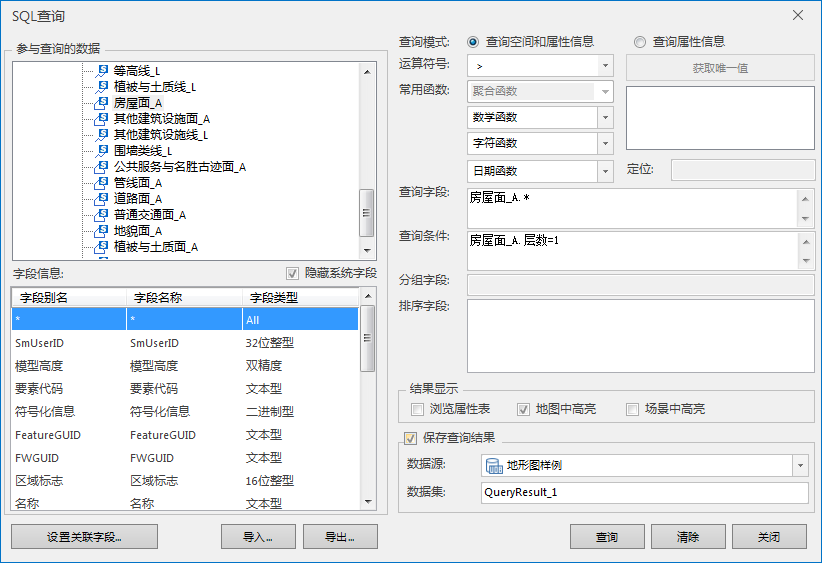 SQL查询
参与查询的数据
等高线_L
植被与土质线_L
房屋面_A
其他建筑设施面_A
其他建筑设施线_L
围墙类线_L
公共服务与名胜古迹面_A
管线面_A
道路面_A
普通交通面_A
地貌面_A
植被与土质面_A
字段信息:
隐藏系统字段
字段别名 字段名称 字段类型
* * All
SmUserID SmUserID 32位整型
模型高度 模型高度 双精度
要素代码 要素代码 文本型
符号化信息 符号化信息 二进制型
FeatureGUID FeatureGUID 文本型
FWGUID FWGUID 文本型
区域标志 区域标志 16位整型
名称 名称 文本型
设置关联字段... 导入... 导出...
查询模式: 查询空间和属性信息 查询属性信息
运算符号: > 获取唯一值
常用函数: 聚合函数
数学函数
字符函数
日期函数 定位:
查询字段: 房屋面_A.*
查询条件: 房屋面_A.层数=1
分组字段:
排序字段:
结果显示
浏览属性表 地图中高亮 场景中高亮
保存查询结果
数据源: 地形图样例
数据集: QueryResult_1
查询 清除 关闭